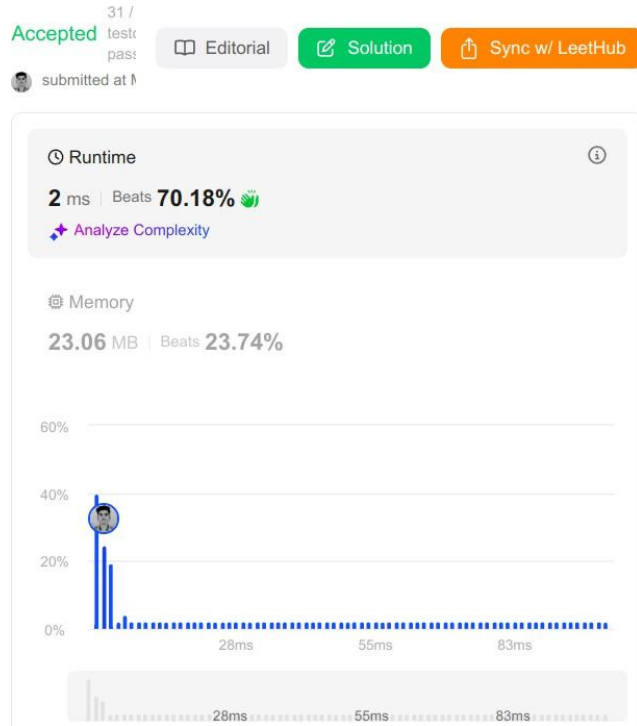 31 /
Accepted
Editorial
Solution
Sync w/ LeetHub
submitted at
Runtime
2 ms | Beats 70.18% 👏
Analyze Complexity
Memory
23.06 MB | Beats 23.74%
60%
40%
20%
0%
28ms 55ms 83ms
28ms 55ms 83ms